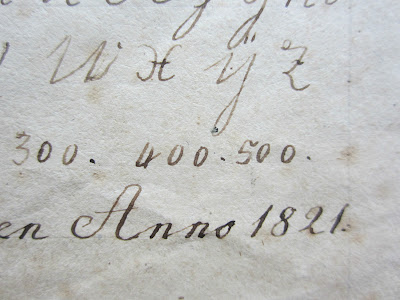 W X ÿ Z
300. 400. 500.
en Anno 1821.